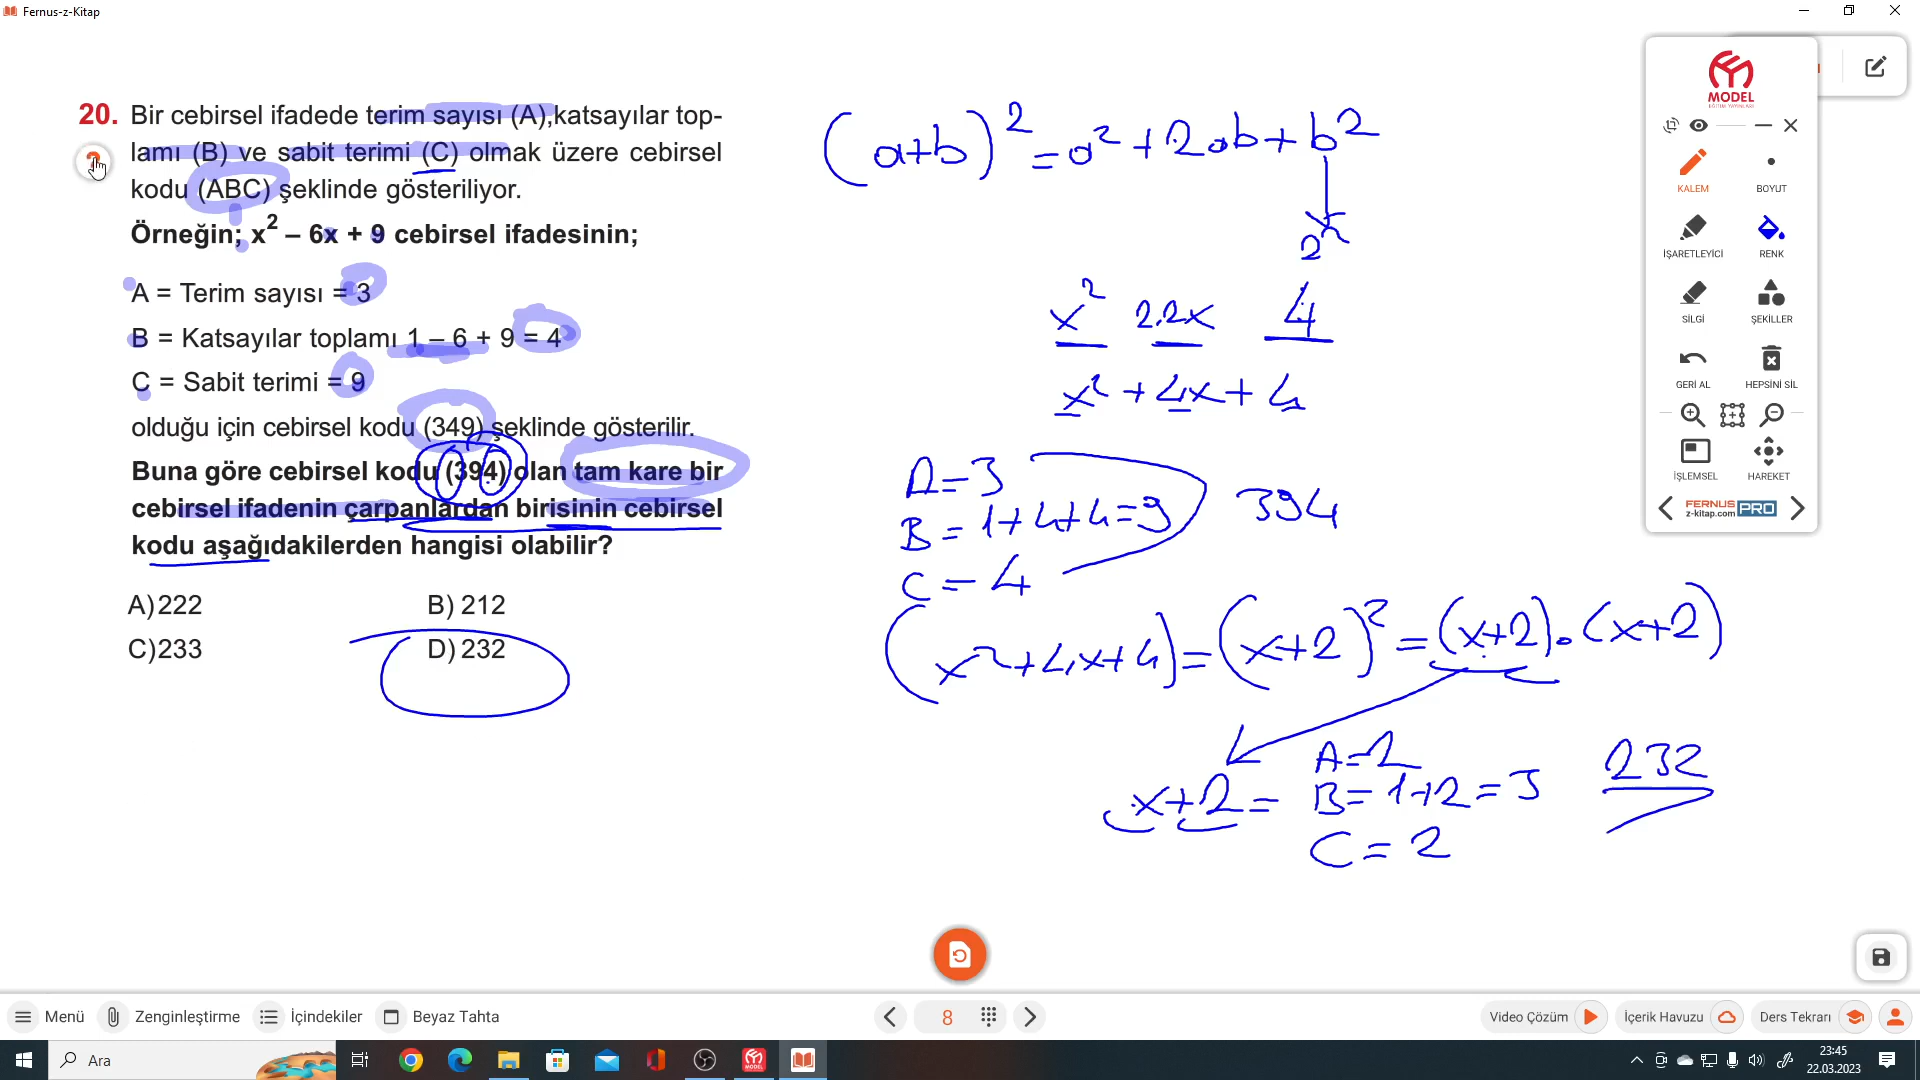 Fernus-z-Kitap
20. Bir cebirsel ifadede terim sayısı (A),katsayılar top-
lamı (B) ve sabit terimi (C) olmak üzere cebirsel
kodu (ABC) şeklinde gösteriliyor.
Örneğin; x² – 6x + 9 cebirsel ifadesinin;
A = Terim sayısı = 3
B = Katsayılar toplamı 1 – 6 + 9 = 4
C = Sabit terimi = 9
olduğu için cebirsel kodu (349) şeklinde gösterilir.
Buna göre cebirsel kodu (394) olan tam kare bir
cebirsel ifadenin çarpanlardan birisinin cebirsel
kodu aşağıdakilerden hangisi olabilir?
A)222 B) 212
C)233 D) 232
(a+b)² = a² + 2ab + b²
2
x² 2.2x 4
x² + 4x + 4
A = 3
B = 1+4+4=9 394
C = 4
(x²+4x+4) = (x+2)² = (x+2).(x+2)
A=2
x+2 = B=1+2=3 232
C = 2
MODEL
EĞİTİM YAYINLARI
KALEM BOYUT
İŞARETLEYİCİ RENK
SİLGİ ŞEKİLLER
GERİ AL HEPSİNİ SİL
İŞLEMSEL HAREKET
FERNUS
z-kitap.com PRO
Menü Zenginleştirme İçindekiler Beyaz Tahta 8 Video Çözüm İçerik Havuzu Ders Tekrarı
Ara MODEL 23:45
22.03.2023